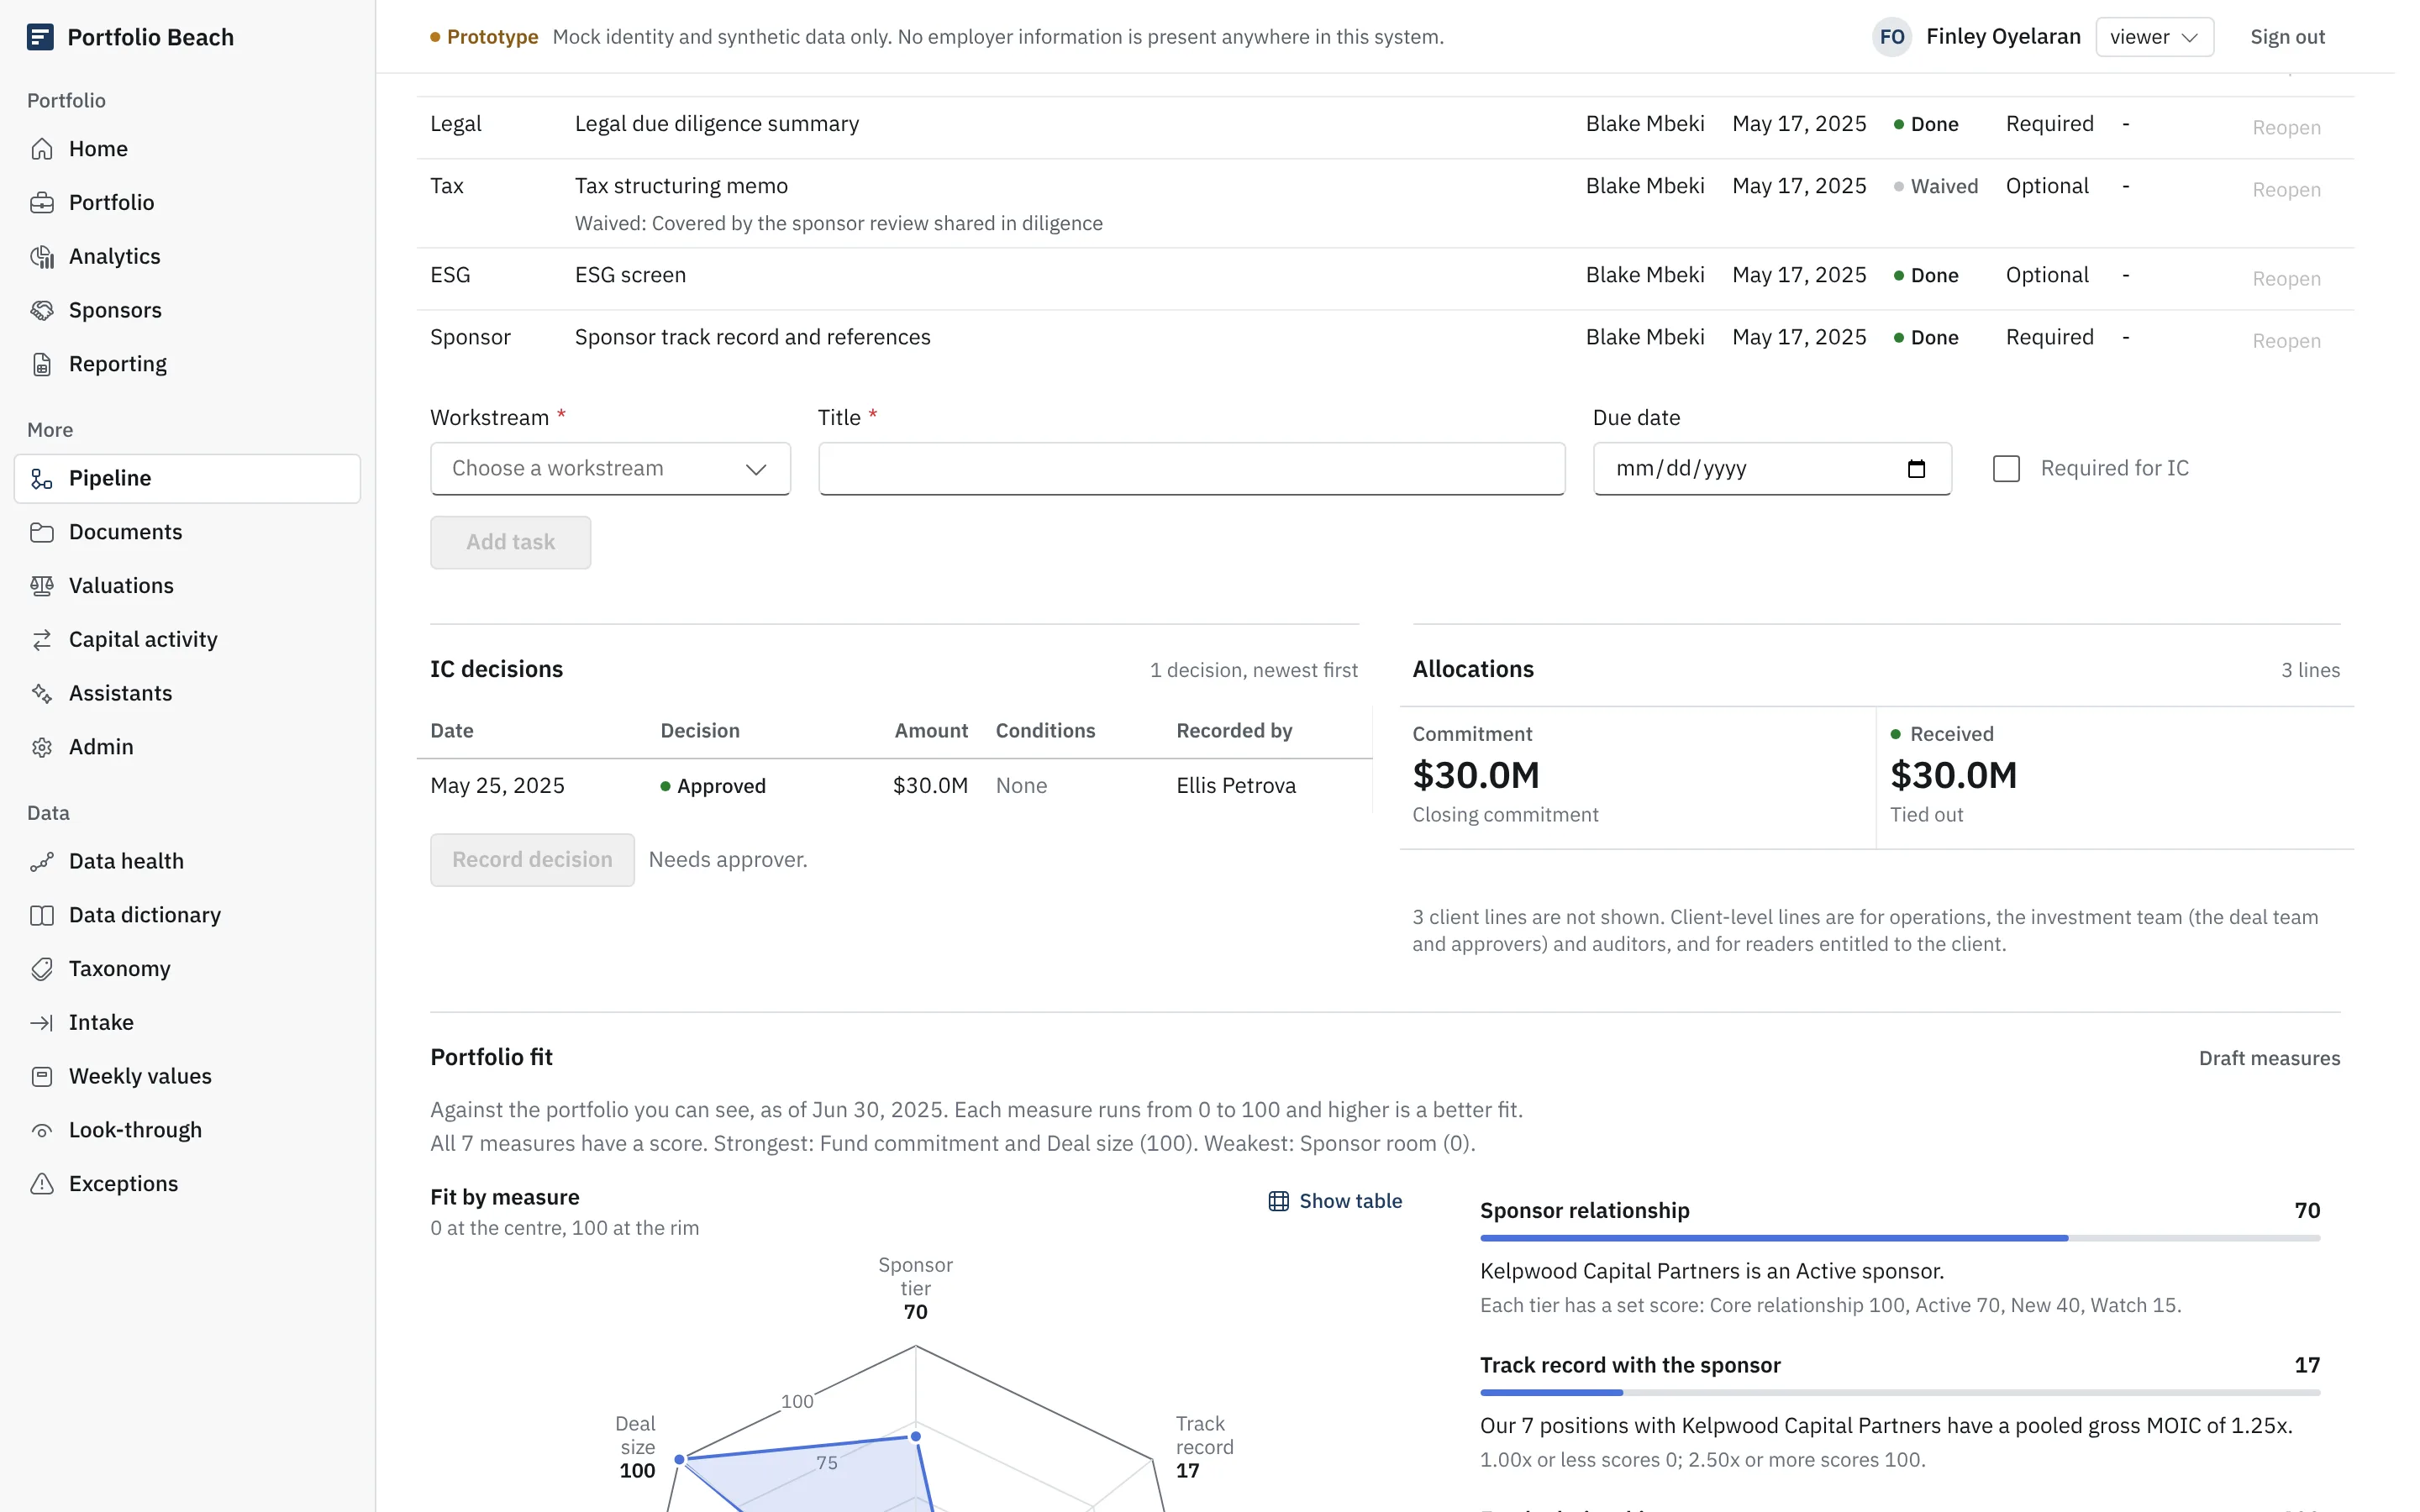 Portfolio Beach
Portfolio
Home
Portfolio
Analytics
Sponsors
Reporting
More
Pipeline
Documents
Valuations
Capital activity
Assistants
Admin
Data
Data health
Data dictionary
Taxonomy
Intake
Weekly values
Look-through
Exceptions
Prototype Mock identity and synthetic data only. No employer information is present anywhere in this system.
FO Finley Oyelaran viewer Sign out
Legal Legal due diligence summary Blake Mbeki May 17, 2025 Done Required - Reopen
Tax Tax structuring memo Blake Mbeki May 17, 2025 Waived Optional - Reopen
Waived: Covered by the sponsor review shared in diligence
ESG ESG screen Blake Mbeki May 17, 2025 Done Optional - Reopen
Sponsor Sponsor track record and references Blake Mbeki May 17, 2025 Done Required - Reopen
Workstream * Title * Due date
Choose a workstream mm/dd/yyyy Required for IC
Add task
IC decisions 1 decision, newest first
Date Decision Amount Conditions Recorded by
May 25, 2025 Approved $30.0M None Ellis Petrova
Record decision Needs approver.
Allocations 3 lines
Commitment
$30.0M
Closing commitment
Received
$30.0M
Tied out
3 client lines are not shown. Client-level lines are for operations, the investment team (the deal team
and approvers) and auditors, and for readers entitled to the client.
Portfolio fit Draft measures
Against the portfolio you can see, as of Jun 30, 2025. Each measure runs from 0 to 100 and higher is a better fit.
All 7 measures have a score. Strongest: Fund commitment and Deal size (100). Weakest: Sponsor room (0).
Fit by measure Show table
0 at the centre, 100 at the rim
Sponsor
tier
70
100
Deal
size
100
75
Track
record
17
Sponsor relationship 70
Kelpwood Capital Partners is an Active sponsor.
Each tier has a set score: Core relationship 100, Active 70, New 40, Watch 15.
Track record with the sponsor 17
Our 7 positions with Kelpwood Capital Partners have a pooled gross MOIC of 1.25x.
1.00x or less scores 0; 2.50x or more scores 100.